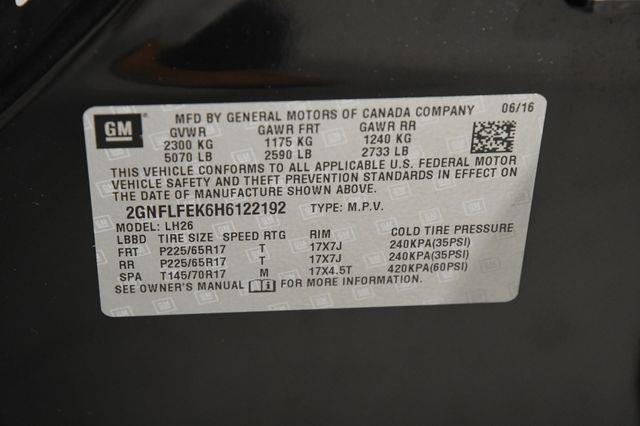 GM
MFD BY GENERAL MOTORS OF CANADA COMPANY 06/16
GVWR GAWR FRT GAWR RR
2300 KG 1175 KG 1240 KG
5070 LB 2590 LB 2733 LB
THIS VEHICLE CONFORMS TO ALL APPLICABLE U.S. FEDERAL MOTOR
VEHICLE SAFETY AND THEFT PREVENTION STANDARDS IN EFFECT ON
THE DATE OF MANUFACTURE SHOWN ABOVE.
2GNFLFEK6H6122192 TYPE: M.P.V.
MODEL: LH26
LBBD TIRE SIZE SPEED RTG RIM COLD TIRE PRESSURE
FRT P225/65R17 T 17X7J 240KPA(35PSI)
RR P225/65R17 T 17X7J 240KPA(35PSI)
SPA T145/70R17 M 17X4.5T 420KPA(60PSI)
SEE OWNER'S MANUAL FOR MORE INFORMATION.